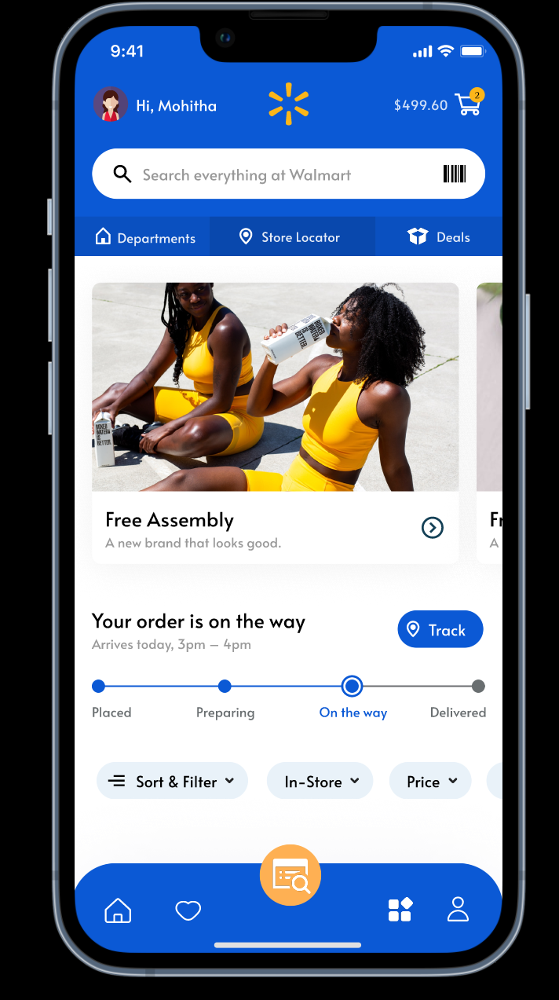 9:41
Hi, Mohitha
$499.60
2
Search everything at Walmart
Departments
Store Locator
Deals
BOXED
WATER
IS
BETTER.
BOXED
WATER
IS
BETTER.
Free Assembly
A new brand that looks good.
Fr
A
Your order is on the way
Arrives today, 3pm – 4pm
Track
Placed
Preparing
On the way
Delivered
Sort & Filter
In-Store
Price